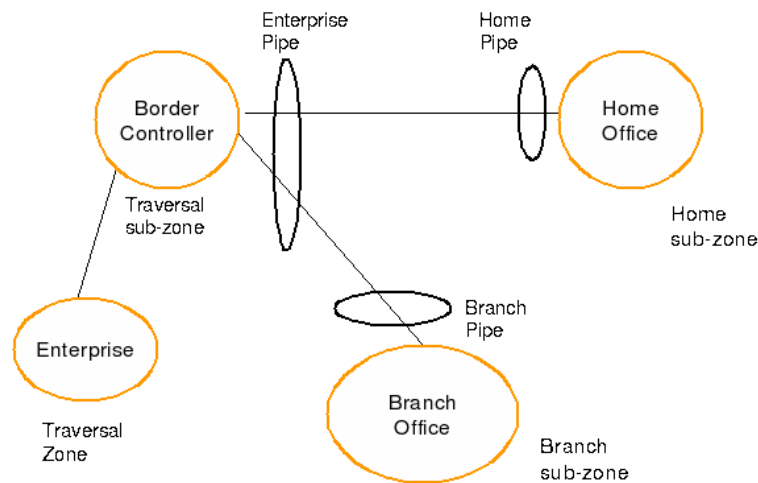 Enterprise
Pipe
Home
Pipe
Border
Controller
Home
Office
Traversal
sub-zone
Home
sub-zone
Enterprise
Branch
Pipe
Traversal
Zone
Branch
Office
Branch
sub-zone